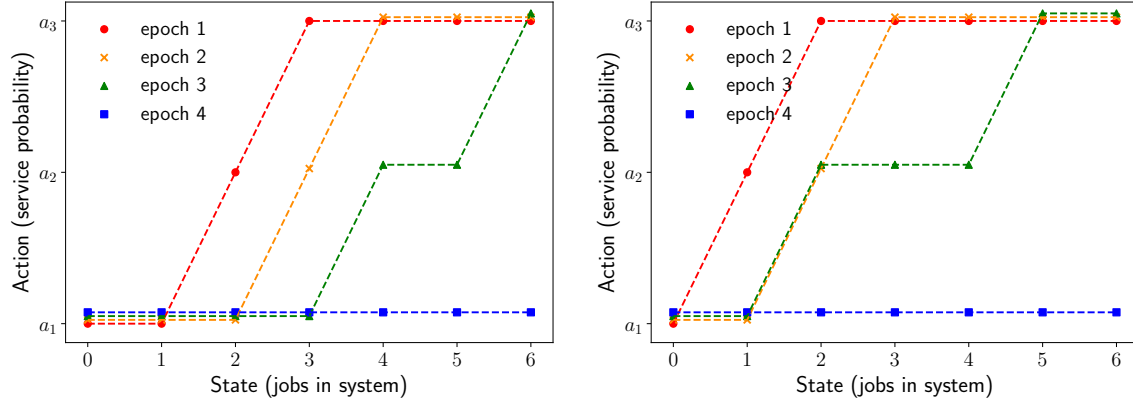 Action (service probability)
a3
a2
a1
epoch 1
epoch 2
epoch 3
epoch 4
0 1 2 3 4 5 6
State (jobs in system)
Action (service probability)
a3
a2
a1
epoch 1
epoch 2
epoch 3
epoch 4
0 1 2 3 4 5 6
State (jobs in system)